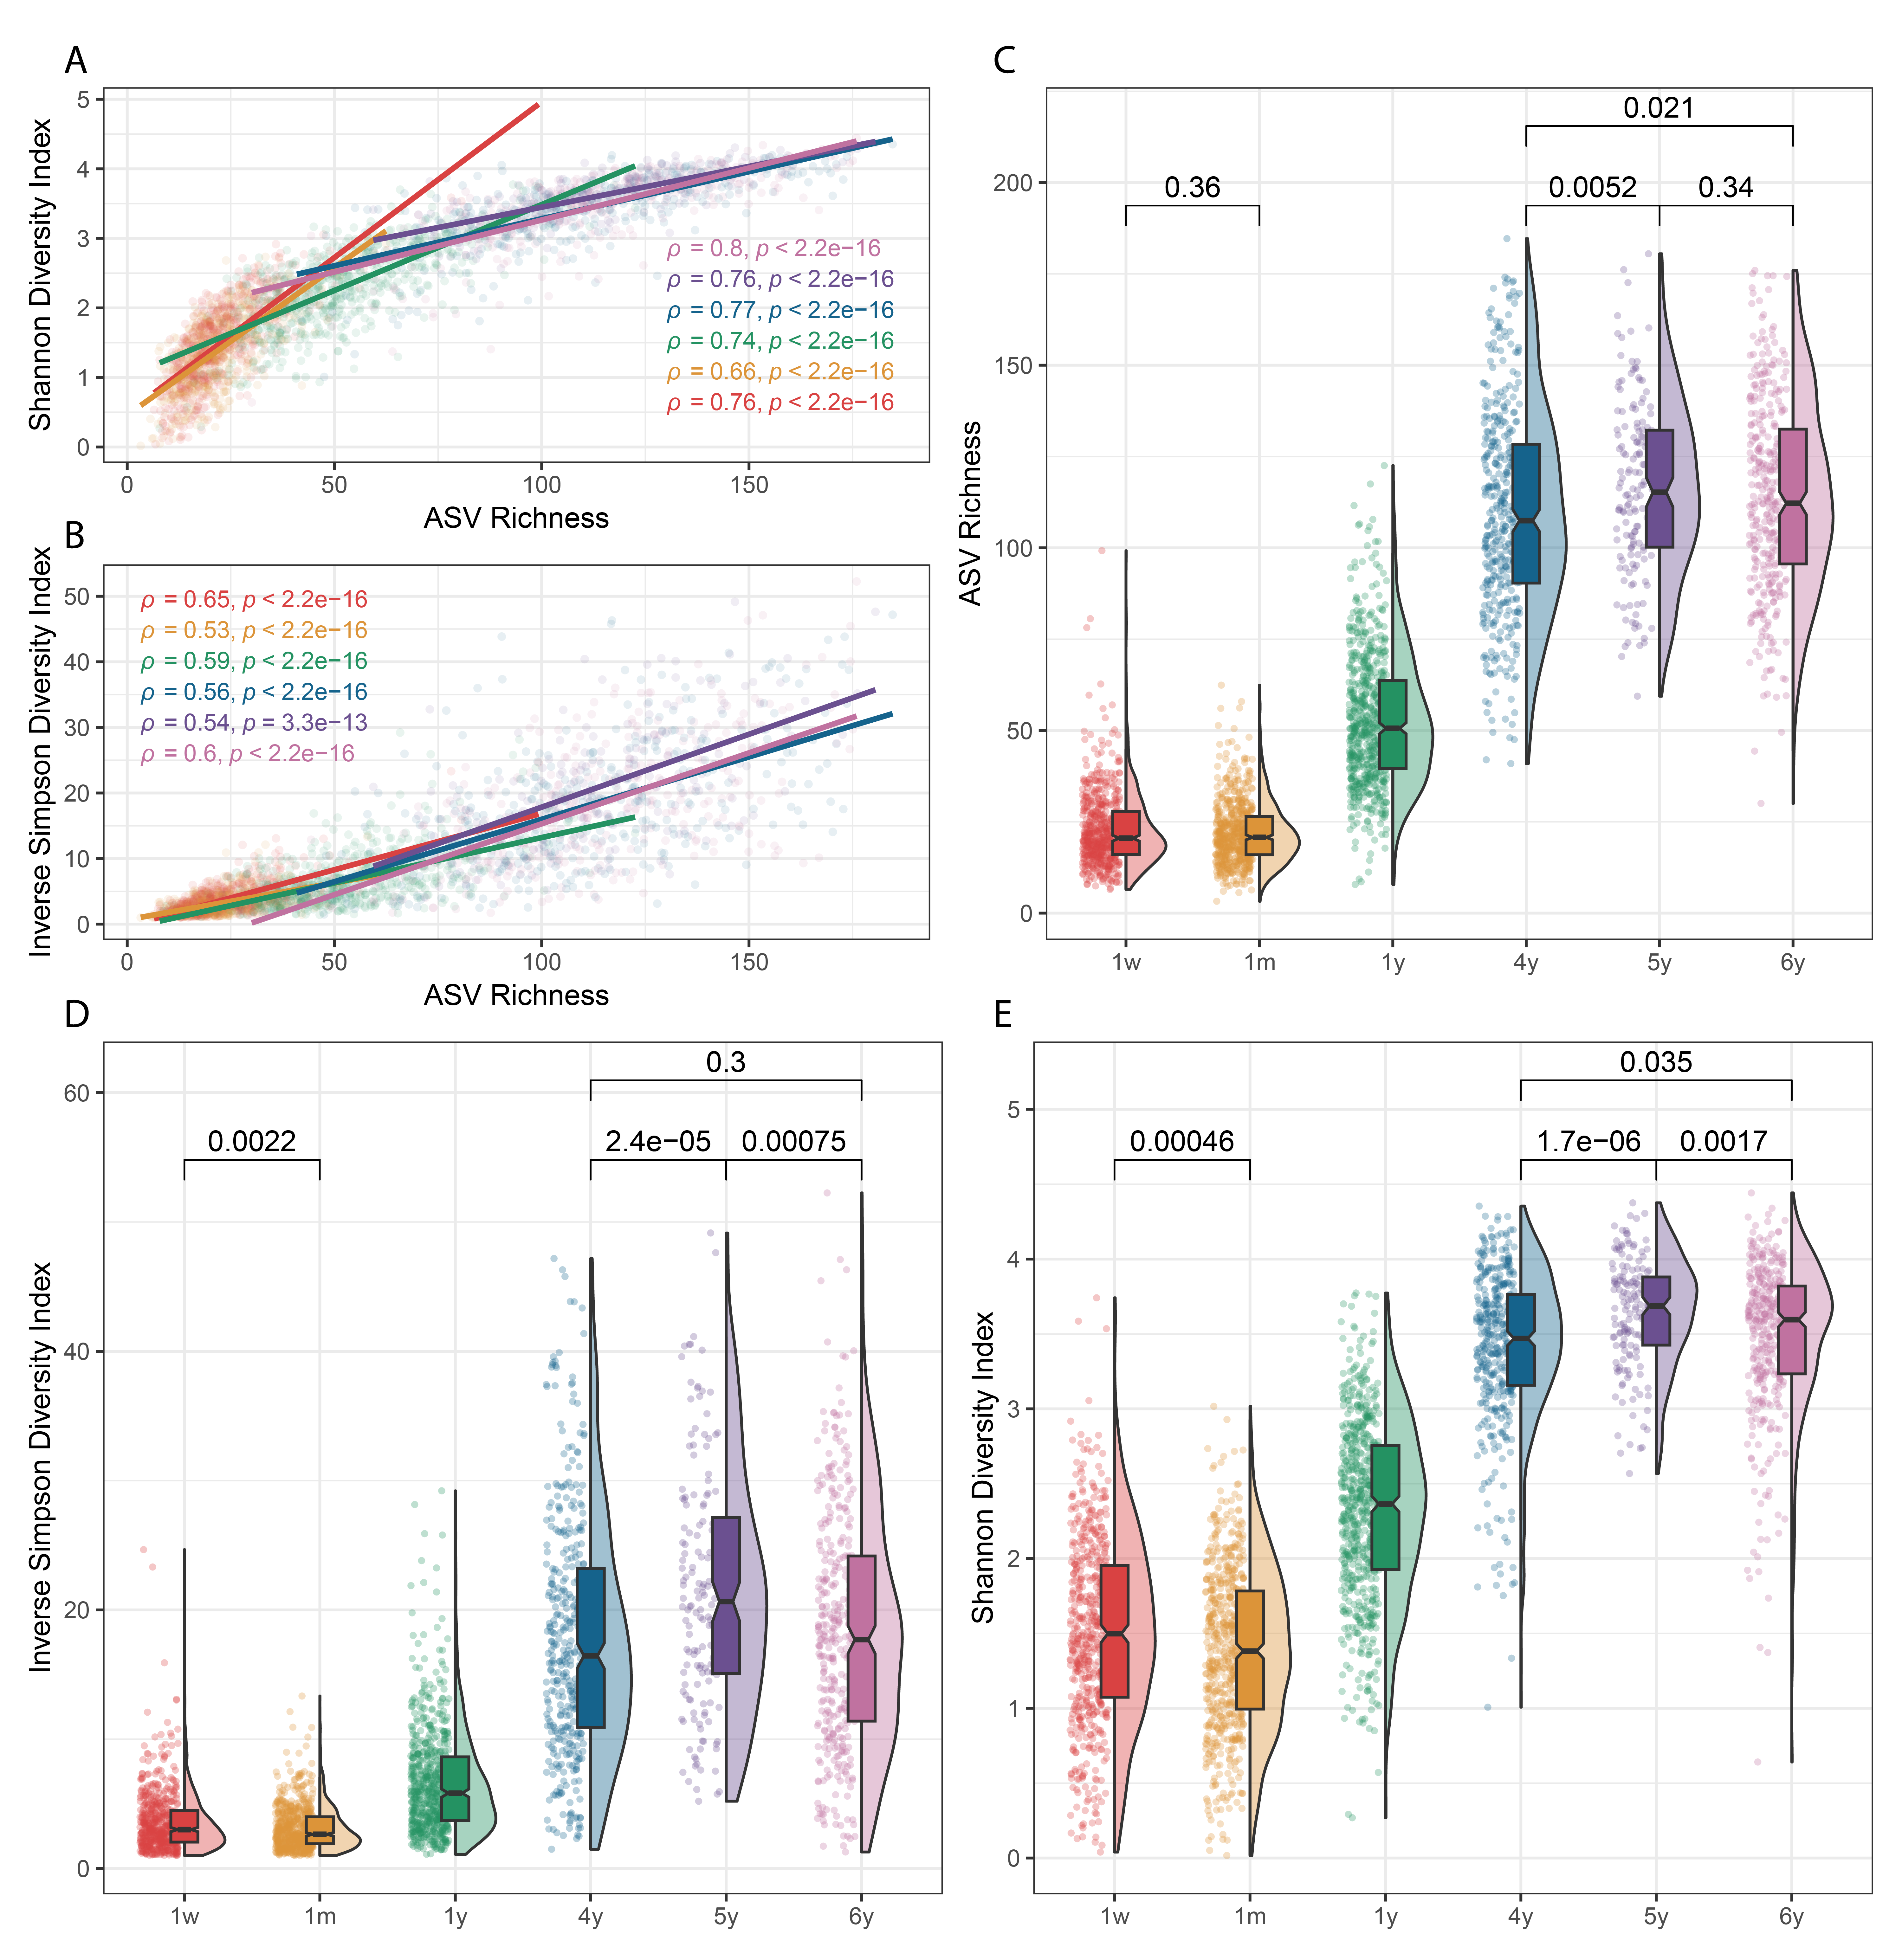 A
Shannon Diversity Index
5
4
3
2
1
0
ρ = 0.8, p < 2.2e−16
ρ = 0.76, p < 2.2e−16
ρ = 0.77, p < 2.2e−16
ρ = 0.74, p < 2.2e−16
ρ = 0.66, p < 2.2e−16
ρ = 0.76, p < 2.2e−16
0 50 100 150
ASV Richness
B
Inverse Simpson Diversity Index
50
40
30
20
10
0
ρ = 0.65, p < 2.2e−16
ρ = 0.53, p < 2.2e−16
ρ = 0.59, p < 2.2e−16
ρ = 0.56, p < 2.2e−16
ρ = 0.54, p = 3.3e−13
ρ = 0.6, p < 2.2e−16
0 50 100 150
ASV Richness
C
ASV Richness
200
150
100
50
0
0.021
0.36 0.0052 0.34
1w 1m 1y 4y 5y 6y
D
Inverse Simpson Diversity Index
60
40
20
0
0.3
0.0022 2.4e−05 0.00075
1w 1m 1y 4y 5y 6y
E
Shannon Diversity Index
5
4
3
2
1
0
0.035
0.00046 1.7e−06 0.0017
1w 1m 1y 4y 5y 6y